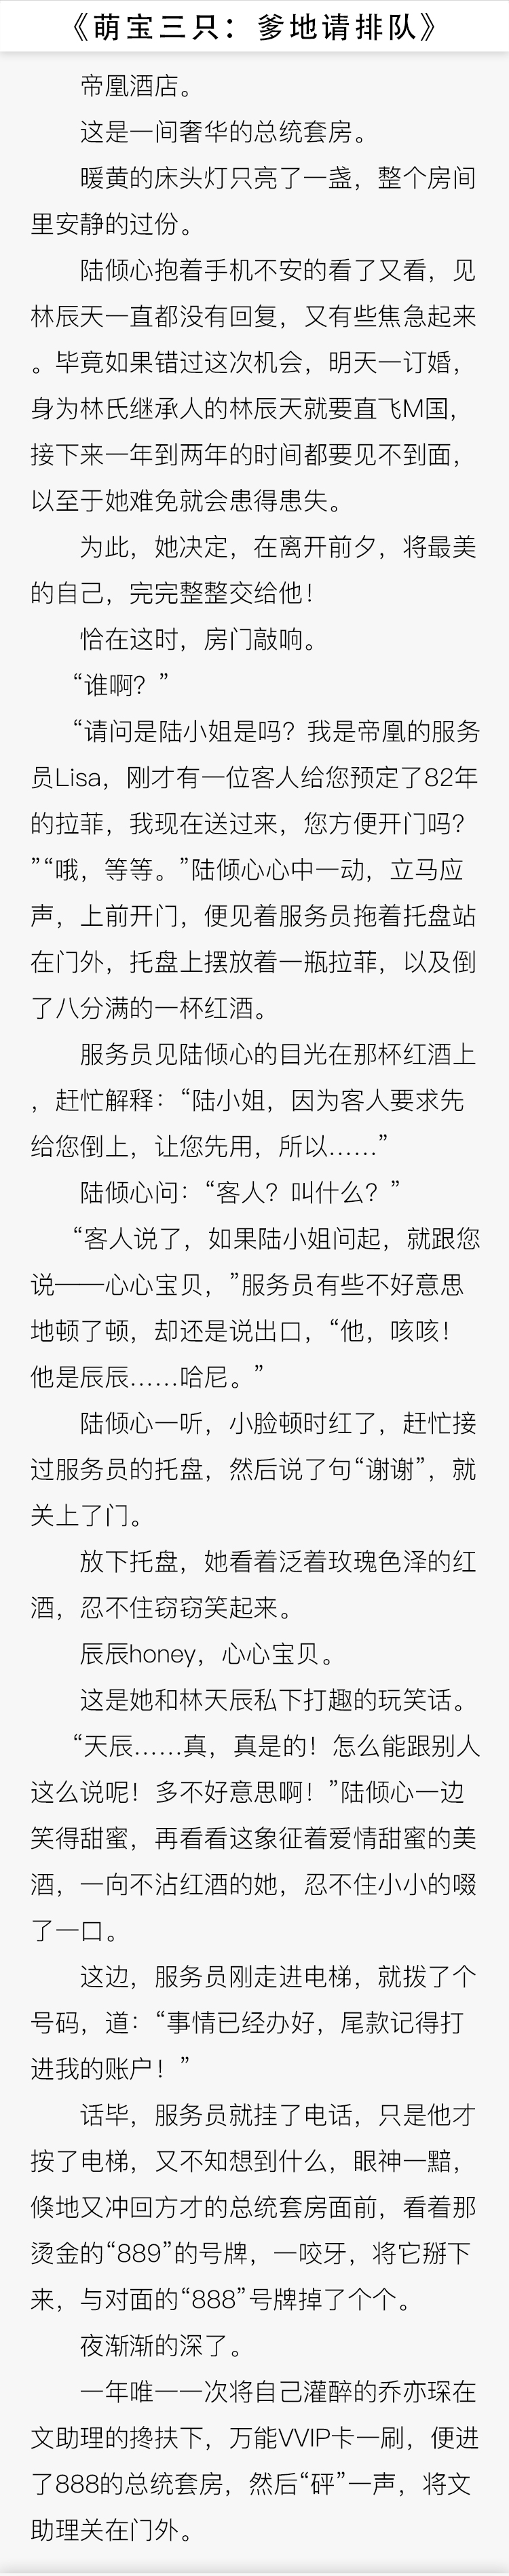 《萌宝三只：爹地请排队》
帝凰酒店。
这是一间奢华的总统套房。
暖黄的床头灯只亮了一盏，整个房间
里安静的过份。
陆倾心抱着手机不安的看了又看，见
林辰天一直都没有回复，又有些焦急起来
。毕竟如果错过这次机会，明天一订婚，
身为林氏继承人的林辰天就要直飞M国，
接下来一年到两年的时间都要见不到面，
以至于她难免就会患得患失。
为此，她决定，在离开前夕，将最美
的自己，完完整整交给他！
恰在这时，房门敲响。
“谁啊？”
“请问是陆小姐是吗？我是帝凰的服务
员Lisa，刚才有一位客人给您预定了82年
的拉菲，我现在送过来，您方便开门吗？
”“哦，等等。”陆倾心心中一动，立马应
声，上前开门，便见着服务员拖着托盘站
在门外，托盘上摆放着一瓶拉菲，以及倒
了八分满的一杯红酒。
服务员见陆倾心的目光在那杯红酒上
，赶忙解释：“陆小姐，因为客人要求先
给您倒上，让您先用，所以……”
陆倾心问：“客人？叫什么？”
“客人说了，如果陆小姐问起，就跟您
说——心心宝贝，”服务员有些不好意思
地顿了顿，却还是说出口，“他，咳咳！
他是辰辰……哈尼。”
陆倾心一听，小脸顿时红了，赶忙接
过服务员的托盘，然后说了句“谢谢”，就
关上了门。
放下托盘，她看着泛着玫瑰色泽的红
酒，忍不住窃窃笑起来。
辰辰honey，心心宝贝。
这是她和林天辰私下打趣的玩笑话。
“天辰……真，真是的！怎么能跟别人
这么说呢！多不好意思啊！”陆倾心一边
笑得甜蜜，再看看这象征着爱情甜蜜的美
酒，一向不沾红酒的她，忍不住小小的啜
了一口。
这边，服务员刚走进电梯，就拨了个
号码，道：“事情已经办好，尾款记得打
进我的账户！”
话毕，服务员就挂了电话，只是他才
按了电梯，又不知想到什么，眼神一黯，
倏地又冲回方才的总统套房面前，看着那
烫金的“889”的号牌，一咬牙，将它掰下
来，与对面的“888”号牌掉了个个。
夜渐渐的深了。
一年唯一一次将自己灌醉的乔亦琛在
文助理的搀扶下，万能VVIP卡一刷，便进
了888的总统套房，然后“砰”一声，将文
助理关在门外。